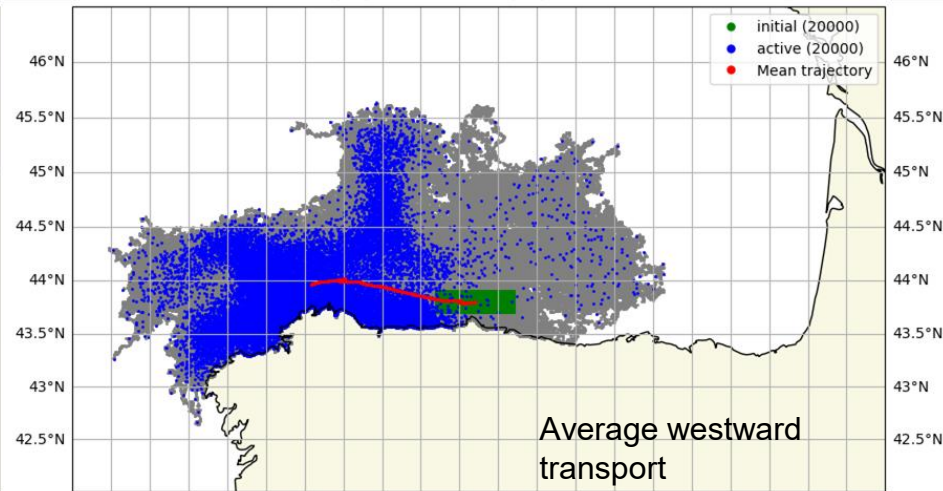 initial (20000)
active (20000)
Mean trajectory
46°N 46°N
45.5°N 45.5°N
45°N 45°N
44.5°N 44.5°N
44°N 44°N
43.5°N 43.5°N
43°N 43°N
42.5°N 42.5°N
Average westward
transport